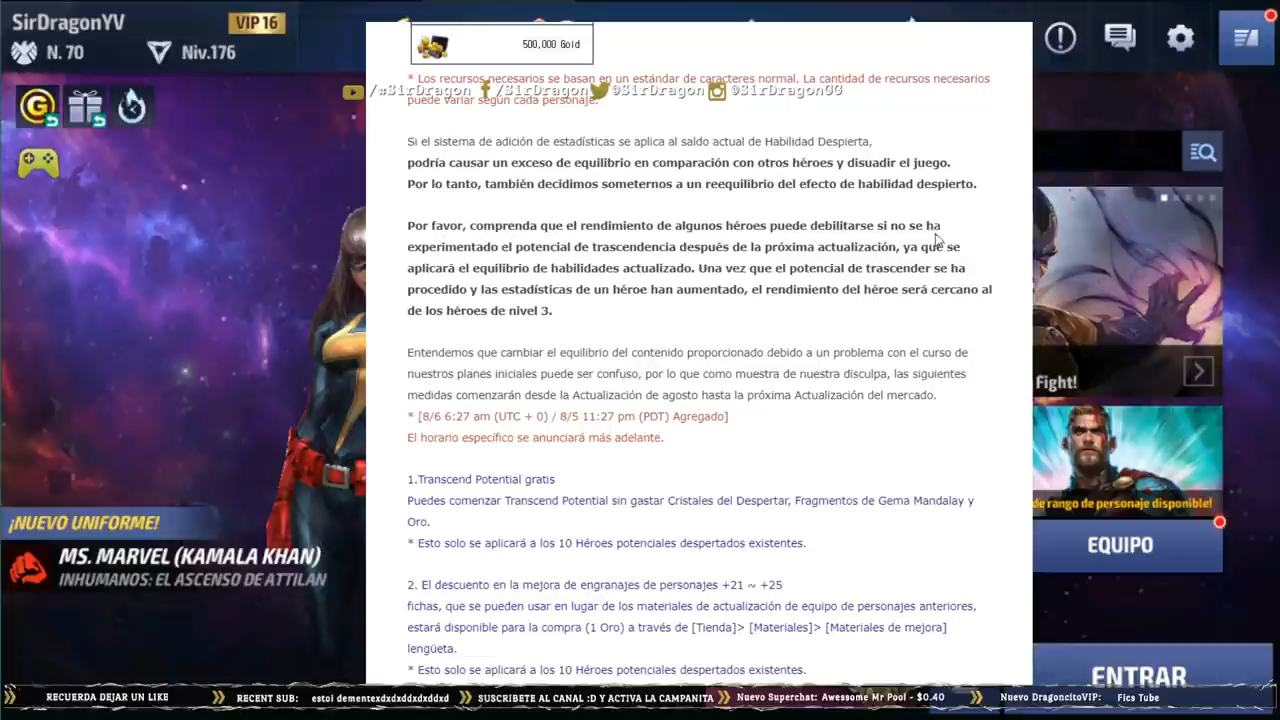 SirDragonYV
VIP 16
N. 70
Niv.176
500,000 Gold
* Los recursos necesarios se basan en un estándar de caracteres normal. La cantidad de recursos necesarios
/#SirDragon /SirDragon @SirDragon @SirDragonGG
puede variar según cada personaje.
Si el sistema de adición de estadísticas se aplica al saldo actual de Habilidad Despierta,
podría causar un exceso de equilibrio en comparación con otros héroes y disuadir el juego.
Por lo tanto, también decidimos someternos a un reequilibrio del efecto de habilidad despierto.
Por favor, comprenda que el rendimiento de algunos héroes puede debilitarse si no se ha
experimentado el potencial de trascendencia después de la próxima actualización, ya que se
aplicará el equilibrio de habilidades actualizado. Una vez que el potencial de trascender se ha
procedido y las estadísticas de un héroe han aumentado, el rendimiento del héroe será cercano al
de los héroes de nivel 3.
Entendemos que cambiar el equilibrio del contenido proporcionado debido a un problema con el curso de
nuestros planes iniciales puede ser confuso, por lo que como muestra de nuestra disculpa, las siguientes
medidas comenzarán desde la Actualización de agosto hasta la próxima Actualización del mercado.
* [8/6 6:27 am (UTC + 0) / 8/5 11:27 pm (PDT) Agregado]
El horario específico se anunciará más adelante.
1.Transcend Potential gratis
Puedes comenzar Transcend Potential sin gastar Cristales del Despertar, Fragmentos de Gema Mandalay y
Oro.
* Esto solo se aplicará a los 10 Héroes potenciales despertados existentes.
2. El descuento en la mejora de engranajes de personajes +21 ~ +25
fichas, que se pueden usar en lugar de los materiales de actualización de equipo de personajes anteriores,
estará disponible para la compra (1 Oro) a través de [Tienda]> [Materiales]> [Materiales de mejora]
lengüeta.
* Esto solo se aplicará a los 10 Héroes potenciales despertados existentes.
¡NUEVO UNIFORME!
MS. MARVEL (KAMALA KHAN)
INHUMANOS: EL ASCENSO DE ATTILAN
Fight!
de rango de personaje disponible!
EQUIPO
ENTRAR
RECUERDA DEJAR UN LIKE
RECENT SUB: estoi dementexdxdxddxdxddxd
SUSCRIBETE AL CANAL :D Y ACTIVA LA CAMPANITA
Nuevo Superchat: Awesome Mr Pool - $0.40
Nuevo DragoncitoVIP: Fics Tube